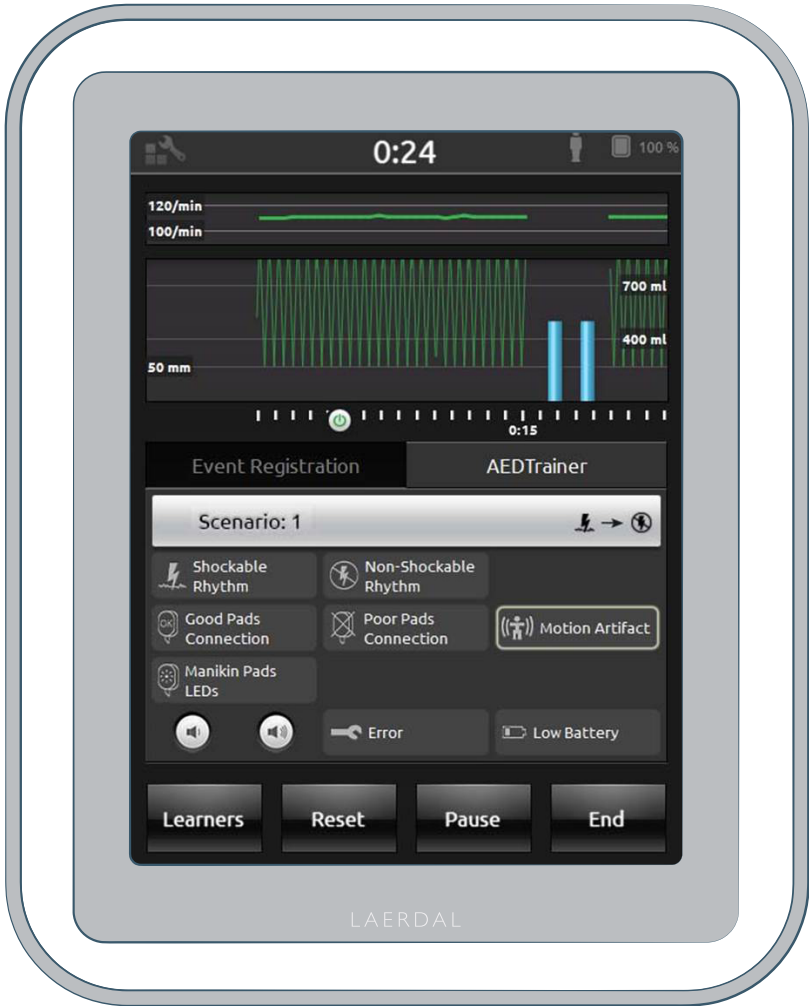 0:24
100 %
120/min
100/min
700 ml
400 ml
50 mm
0:15
Event Registration
AEDTrainer
Scenario: 1
Shockable
Rhythm
Non-Shockable
Rhythm
Good Pads
Connection
OK
Poor Pads
Connection
Motion Artifact
Manikin Pads
LEDs
Error
Low Battery
Learners
Reset
Pause
End
LAERDAL